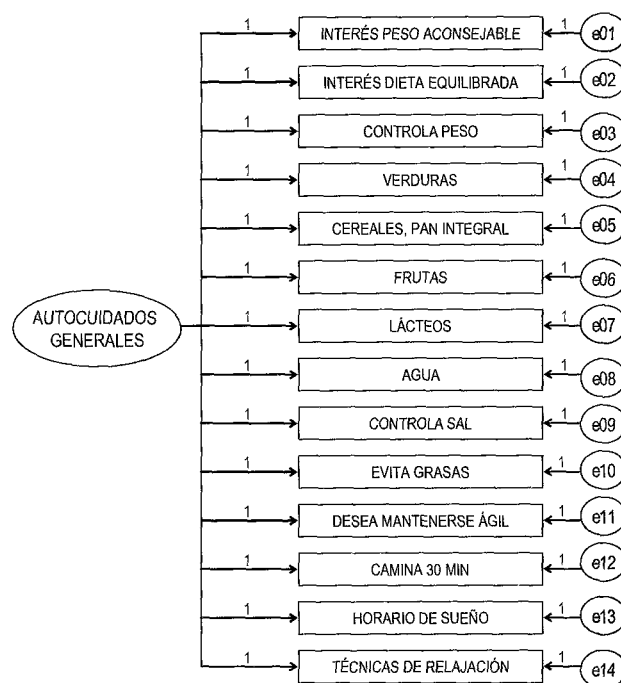 1 INTERÉS PESO ACONSEJABLE 1 e01
1 INTERÉS DIETA EQUILIBRADA 1 e02
1 CONTROLA PESO 1 e03
1 VERDURAS 1 e04
1 CEREALES, PAN INTEGRAL 1 e05
1 FRUTAS 1 e06
AUTOCUIDADOS
GENERALES
1 LÁCTEOS 1 e07
1 AGUA 1 e08
1 CONTROLA SAL 1 e09
1 EVITA GRASAS 1 e10
1 DESEA MANTENERSE ÁGIL 1 e11
1 CAMINA 30 MIN 1 e12
1 HORARIO DE SUEÑO 1 e13
1 TÉCNICAS DE RELAJACIÓN 1 e14